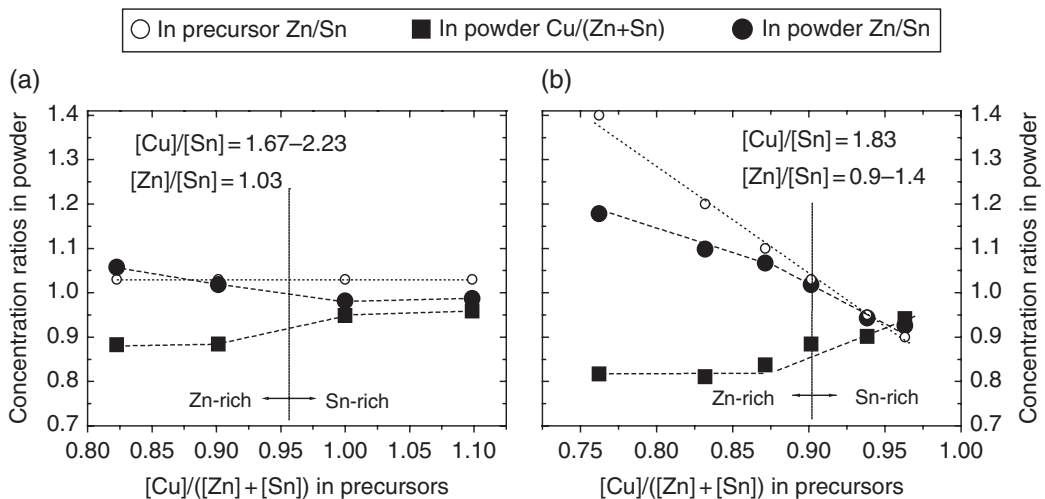 In precursor Zn/Sn In powder Cu/(Zn+Sn) In powder Zn/Sn
(a)
1.4
1.3
1.2
1.1
1.0
0.9
0.8
0.7
Concentration ratios in powder
[Cu]/[Sn] = 1.67–2.23
[Zn]/[Sn] = 1.03
Zn-rich Sn-rich
0.80 0.85 0.90 0.95 1.00 1.05 1.10
[Cu]/([Zn] + [Sn]) in precursors
(b)
[Cu]/[Sn] = 1.83
[Zn]/[Sn] = 0.9–1.4
Zn-rich Sn-rich
1.4
1.3
1.2
1.1
1.0
0.9
0.8
0.7
Concentration ratios in powder
0.75 0.80 0.85 0.90 0.95 1.00
[Cu]/([Zn] + [Sn]) in precursors